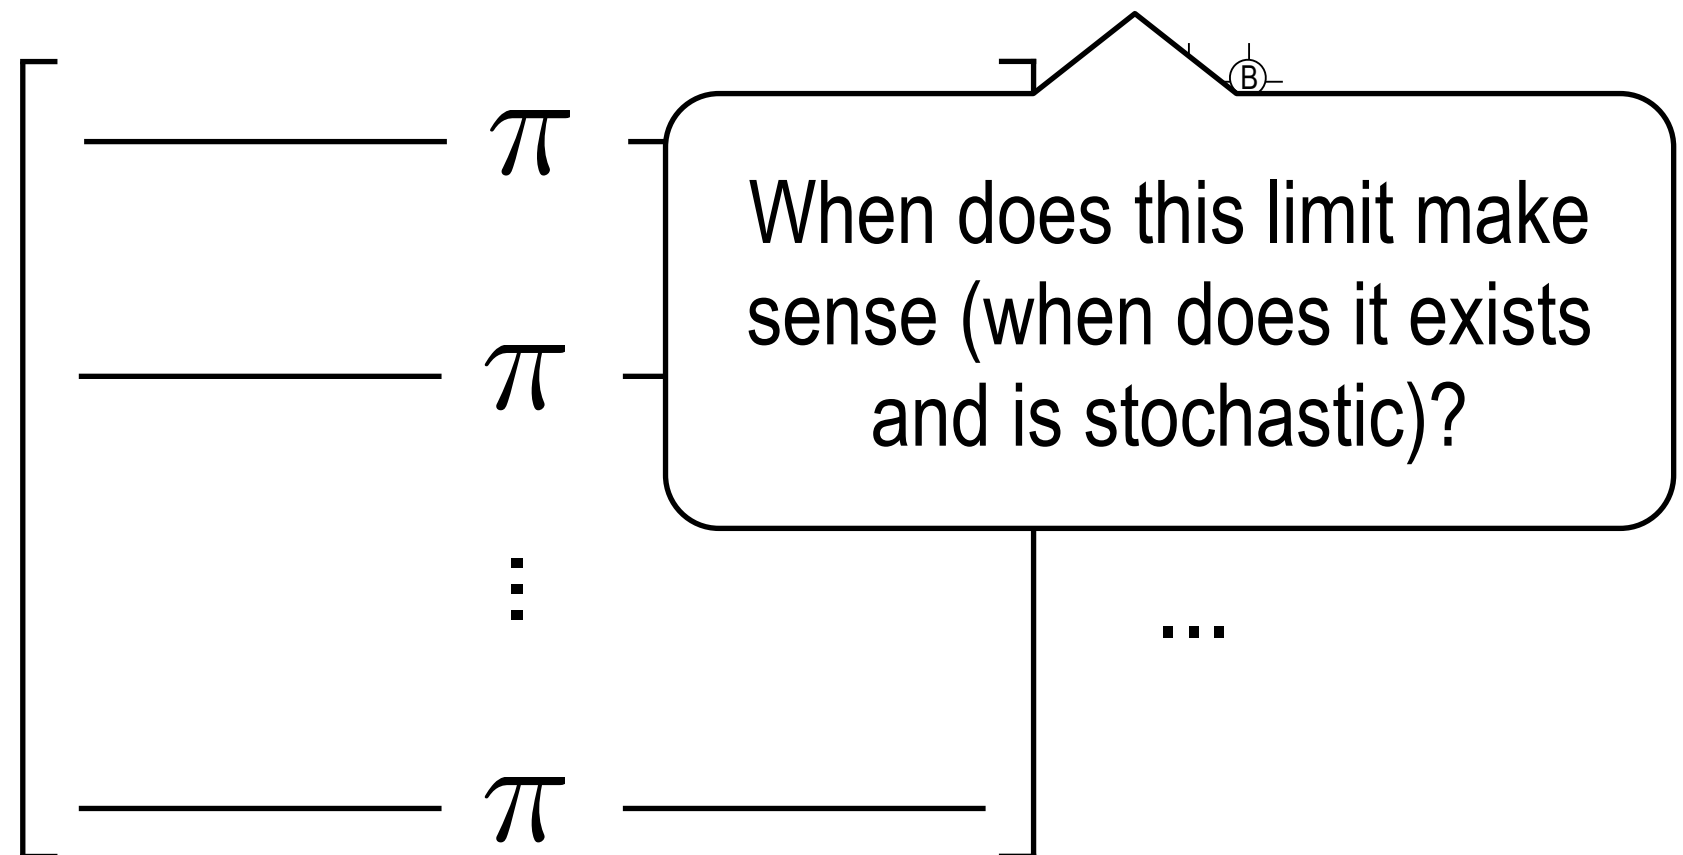 B
π
When does this limit make
sense (when does it exists
π
and is stochastic)?
⋮
...
π